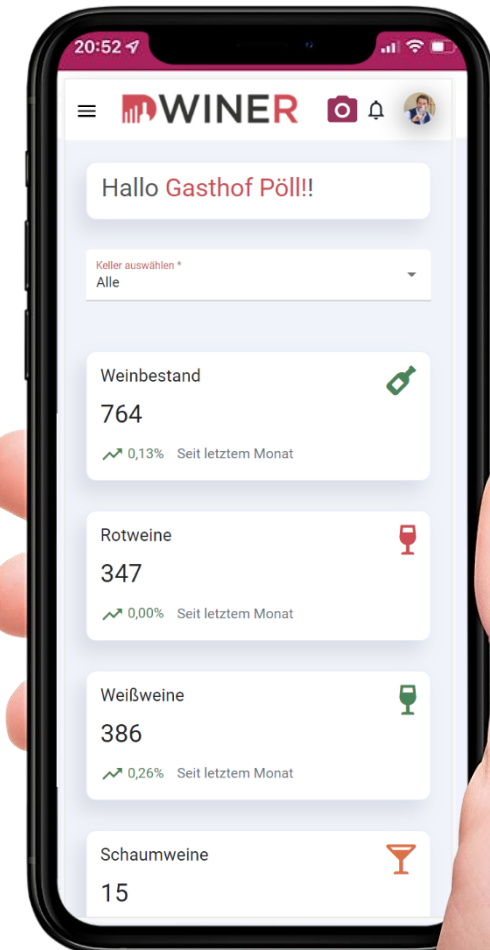 20:52
WINER
Hallo Gasthof Pöll!!
Keller auswählen *
Alle
Weinbestand
764
0,13% Seit letztem Monat
Rotweine
347
0,00% Seit letztem Monat
Weißweine
386
0,26% Seit letztem Monat
Schaumweine
15